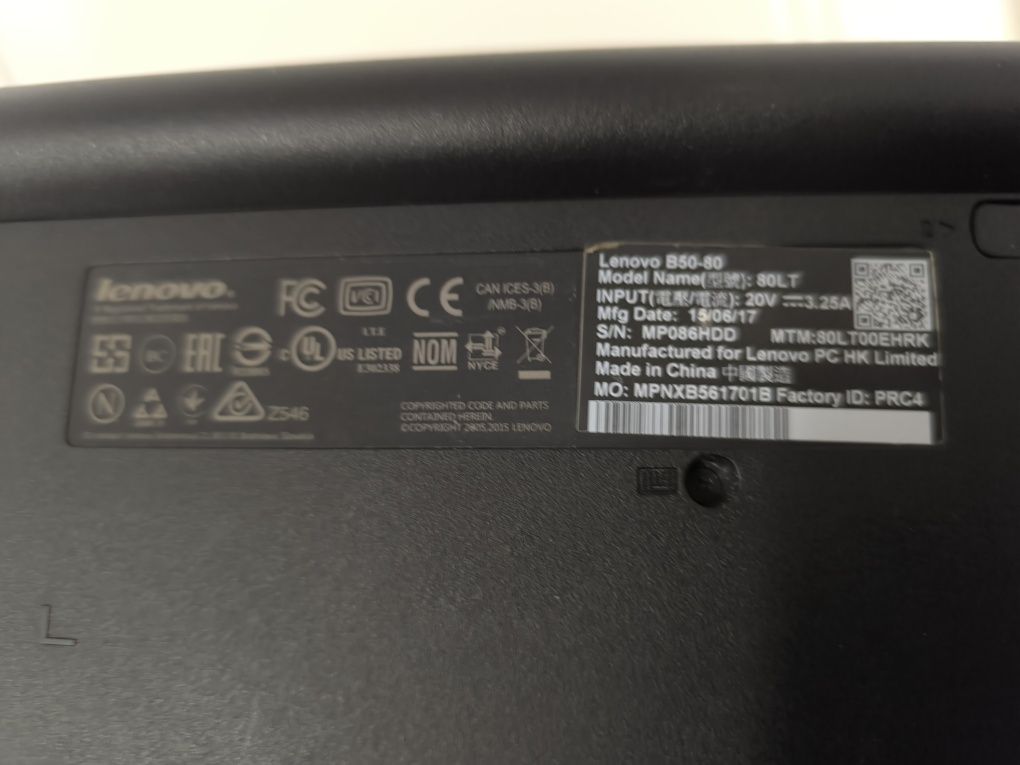 lenovo
FC
CE
CAN ICES-3(B)
/NMB-3(B)
EAC
I.T.E
c UL US LISTED
E302338
NOM
NYCE
N
Z546
COPYRIGHTED CODE AND PARTS
CONTAINED HEREIN.
©COPYRIGHT 2005,2015 LENOVO
Lenovo B50-80
Model Name(型號): 80LT
INPUT(電壓/電流): 20V ⎓3.25A
Mfg Date: 15/06/17
S/N: MP086HDD MTM:80LT00EHRK
Manufactured for Lenovo PC HK Limited
Made in China 中國製造
MO: MPNXB561701B Factory ID: PRC4